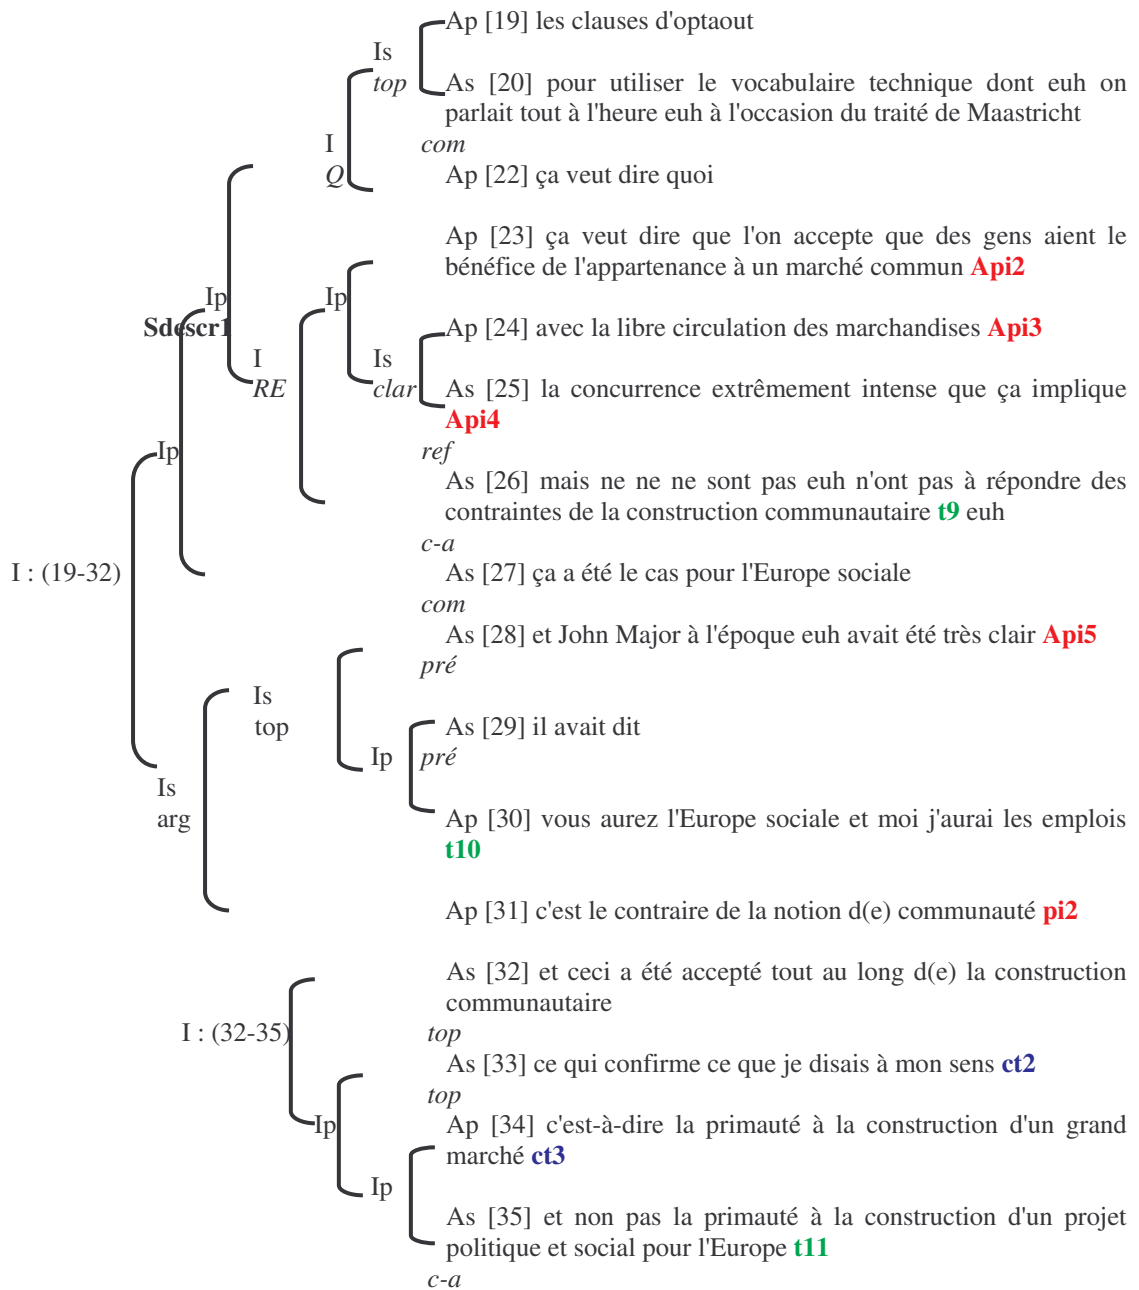 Ap [19] les clauses d'optaout
Is
top
As [20] pour utiliser le vocabulaire technique dont euh on
parlait tout à l'heure euh à l'occasion du traité de Maastricht
I
Q
com
Ap [22] ça veut dire quoi
Ap [23] ça veut dire que l'on accepte que des gens aient le
bénéfice de l'appartenance à un marché commun Api2
Ip
Ip
Sdescr1
Ap [24] avec la libre circulation des marchandises Api3
I
RE
Is
clar
As [25] la concurrence extrêmement intense que ça implique
Api4
ref
Ip
As [26] mais ne ne ne sont pas euh n'ont pas à répondre des
contraintes de la construction communautaire t9 euh
c-a
I : (19-32)
As [27] ça a été le cas pour l'Europe sociale
com
As [28] et John Major à l'époque euh avait été très clair Api5
pré
Is
top
As [29] il avait dit
Ip
pré
Is
arg
Ap [30] vous aurez l'Europe sociale et moi j'aurai les emplois
t10
Ap [31] c'est le contraire de la notion d(e) communauté pi2
As [32] et ceci a été accepté tout au long d(e) la construction
communautaire
I : (32-35)
top
As [33] ce qui confirme ce que je disais à mon sens ct2
top
Ip
Ap [34] c'est-à-dire la primauté à la construction d'un grand
marché ct3
Ip
As [35] et non pas la primauté à la construction d'un projet
politique et social pour l'Europe t11
c-a